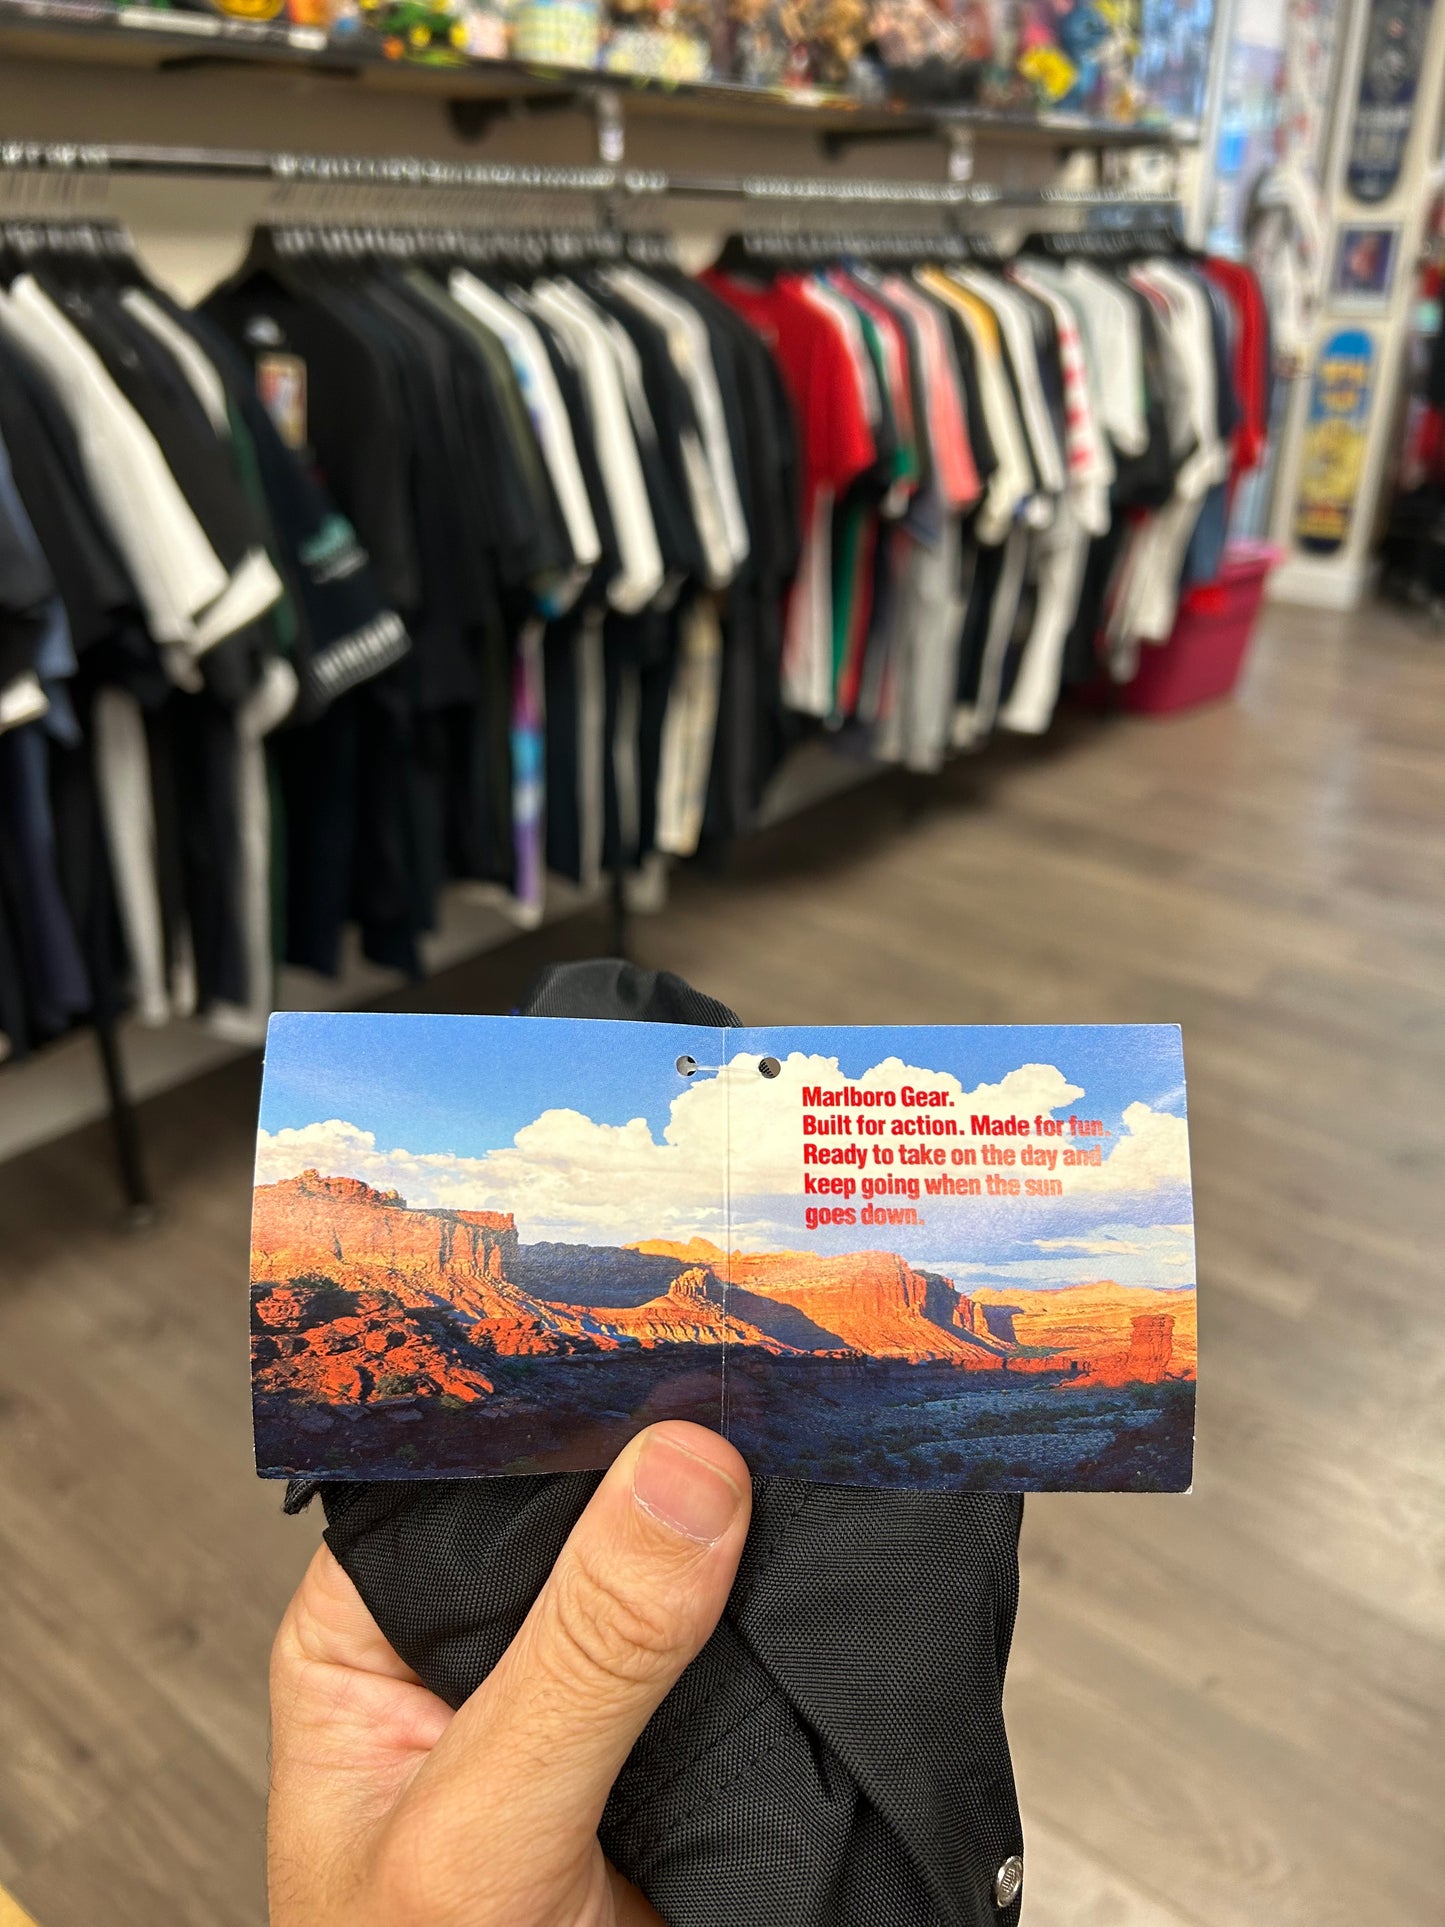 Marlboro Gear.
Built for action. Made for fun.
Ready to take on the day and
keep going when the sun
goes down.